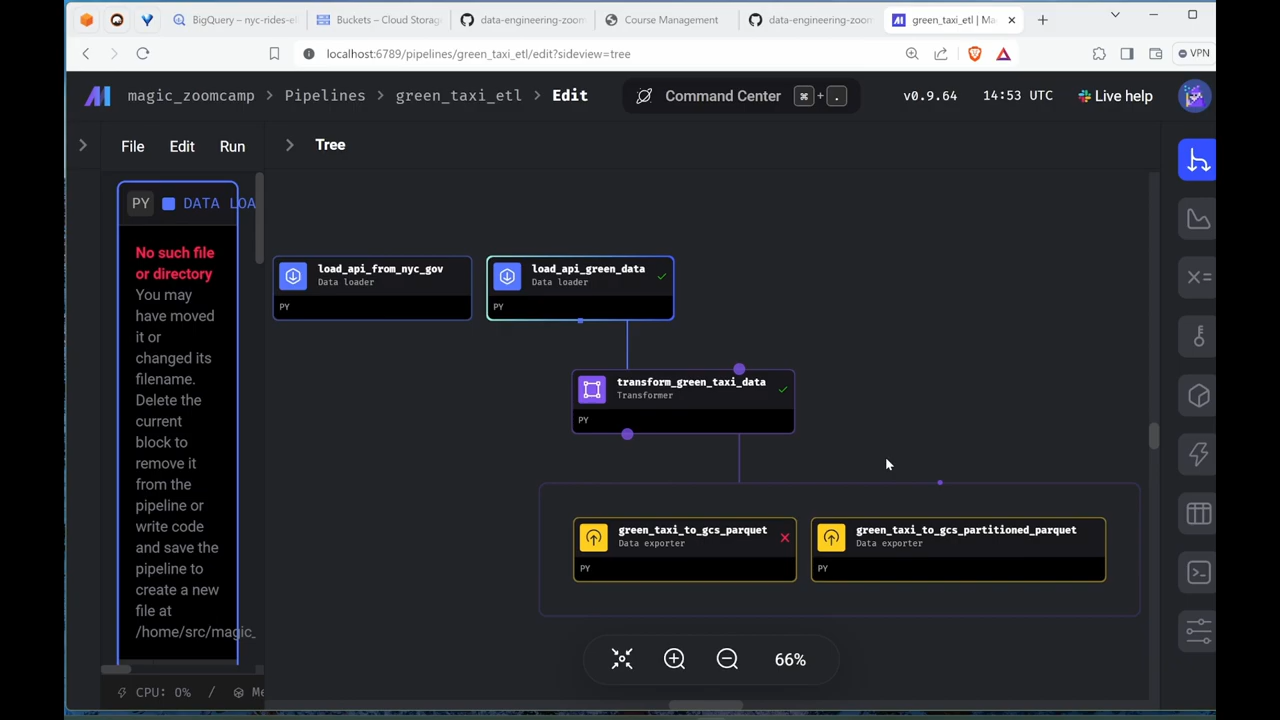 BigQuery – nyc-rides-el
Buckets – Cloud Storag
data-engineering-zoom
Course Management
data-engineering-zoom
green_taxi_etl | Ma
localhost:6789/pipelines/green_taxi_etl/edit?sideview=tree
VPN
magic_zoomcamp > Pipelines > green_taxi_etl > Edit
Command Center ⌘ + .
v0.9.64
14:53 UTC
Live help
File Edit Run
Tree
PY DATA LOA
No such file
or directory
You may
have moved
it or
changed its
filename.
Delete the
current
block to
remove it
from the
pipeline or
write code
and save the
pipeline to
create a new
file at
/home/src/magic_
load_api_from_nyc_gov
Data loader
PY
load_api_green_data
Data loader
PY
transform_green_taxi_data
Transformer
PY
green_taxi_to_gcs_parquet
Data exporter
PY
green_taxi_to_gcs_partitioned_parquet
Data exporter
PY
66%
CPU: 0% / Me